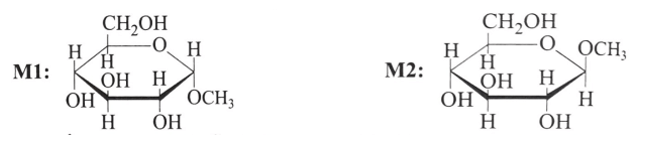 CH₂OH
H O H
M1: H
OH H
OH OCH₃
H OH
CH₂OH
H O OCH₃
M2: H
OH H
OH H
H OH